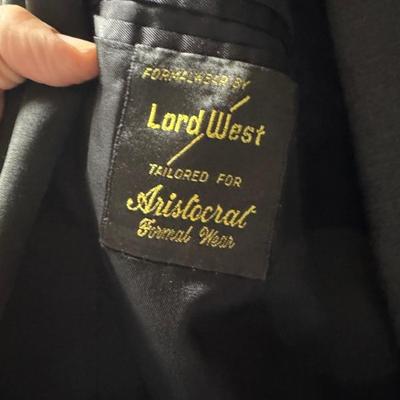 FORMALWEAR BY
Lord West
TAILORED FOR
Aristocrat
Formal Wear